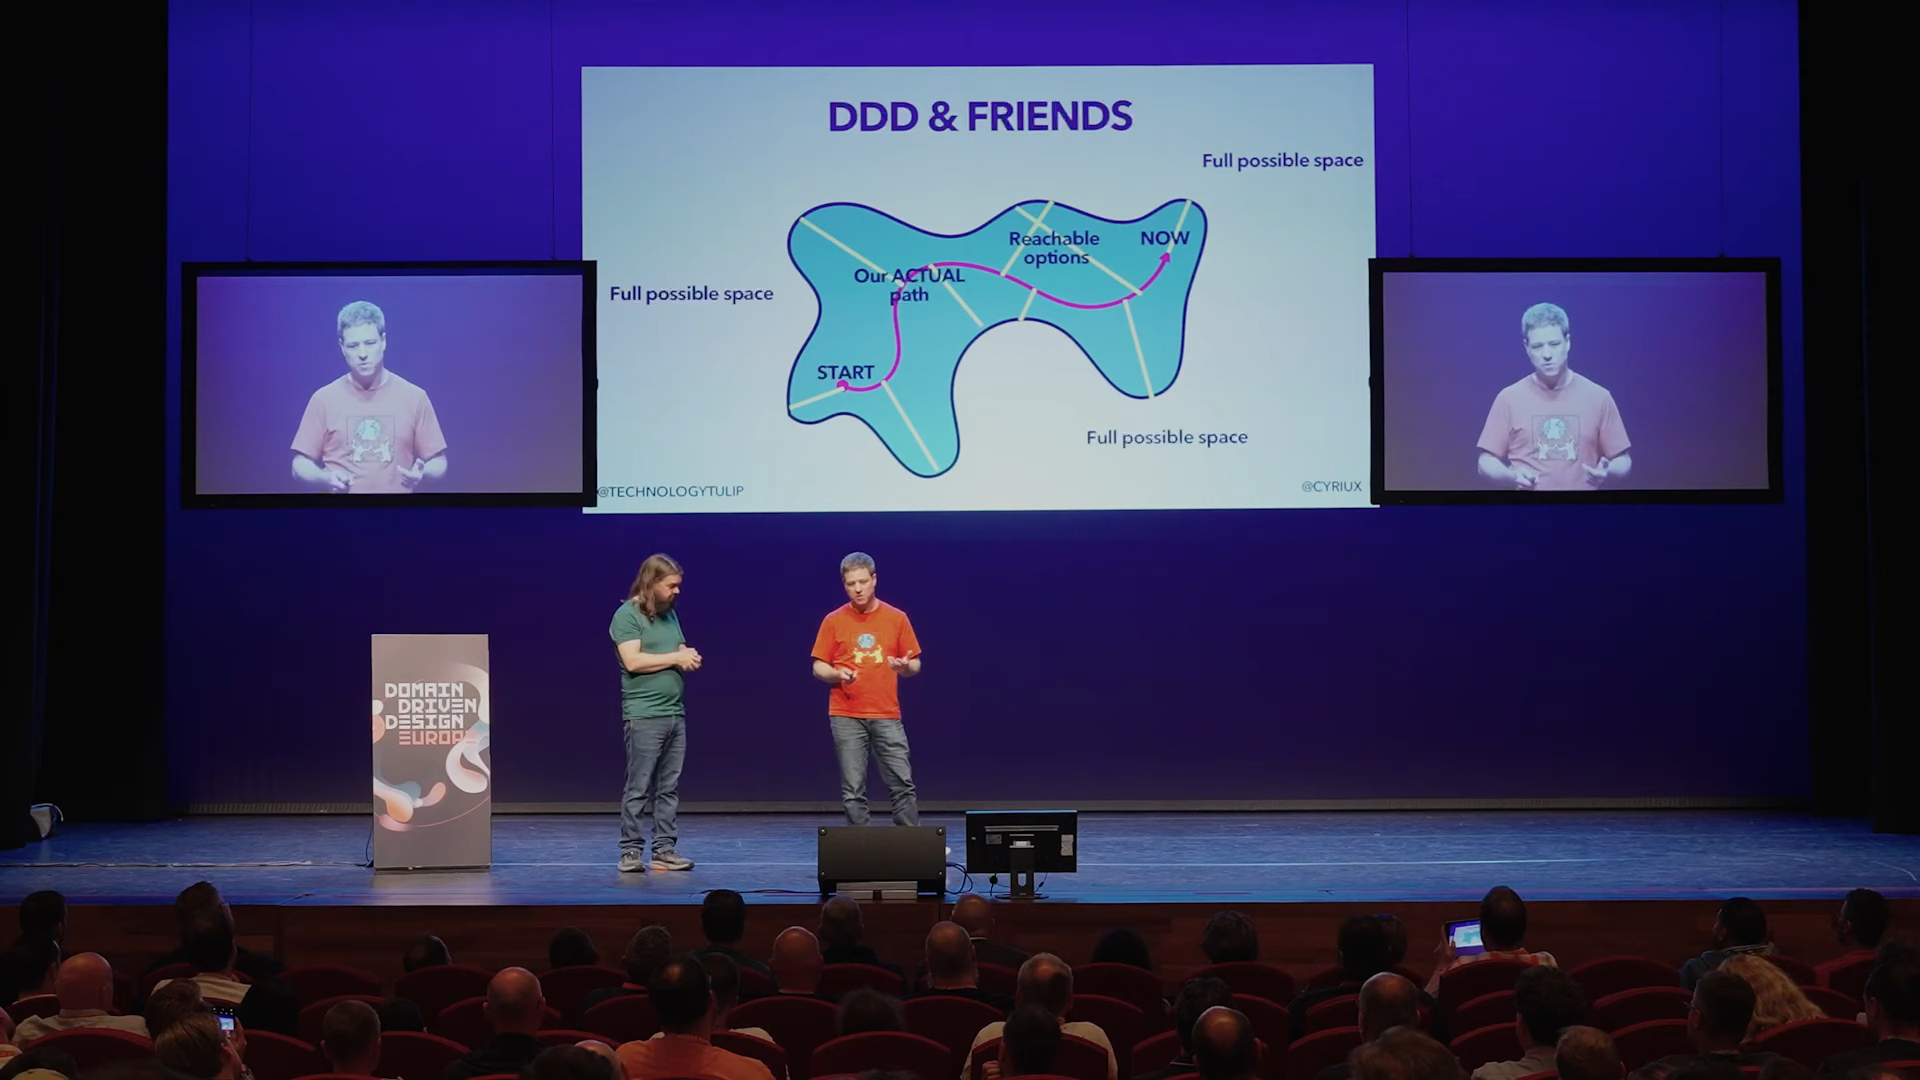 DDD & FRIENDS
Full possible space
Reachable
options
NOW
Our ACTUAL
path
Full possible space
START
Full possible space
@TECHNOLOGYTULIP
@CYRIUX
DOMAIN
DRIVEN
DESIGN
EUROPE